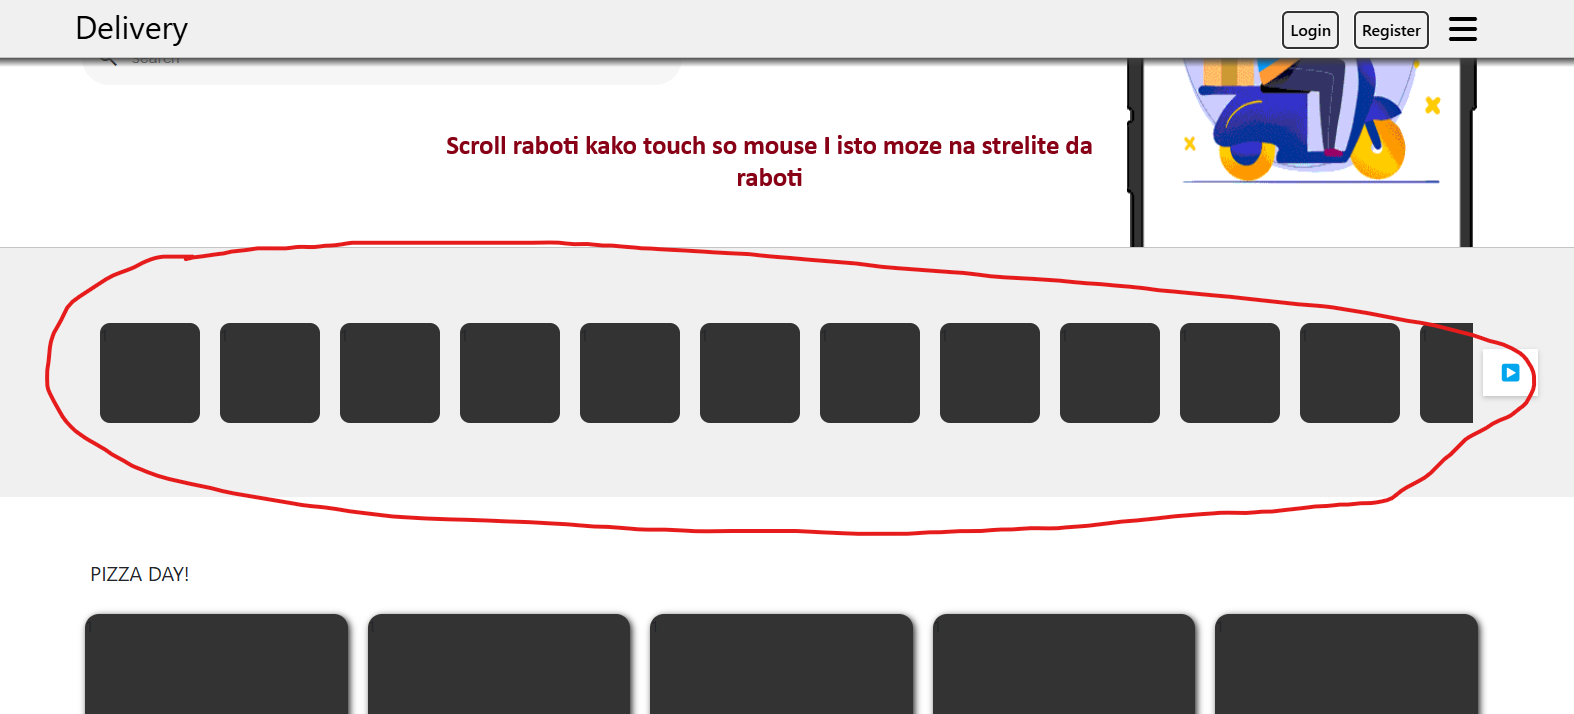 Delivery
Login
Register
Search
Scroll raboti kako touch so mouse I isto moze na strelite da
raboti
PIZZA DAY!